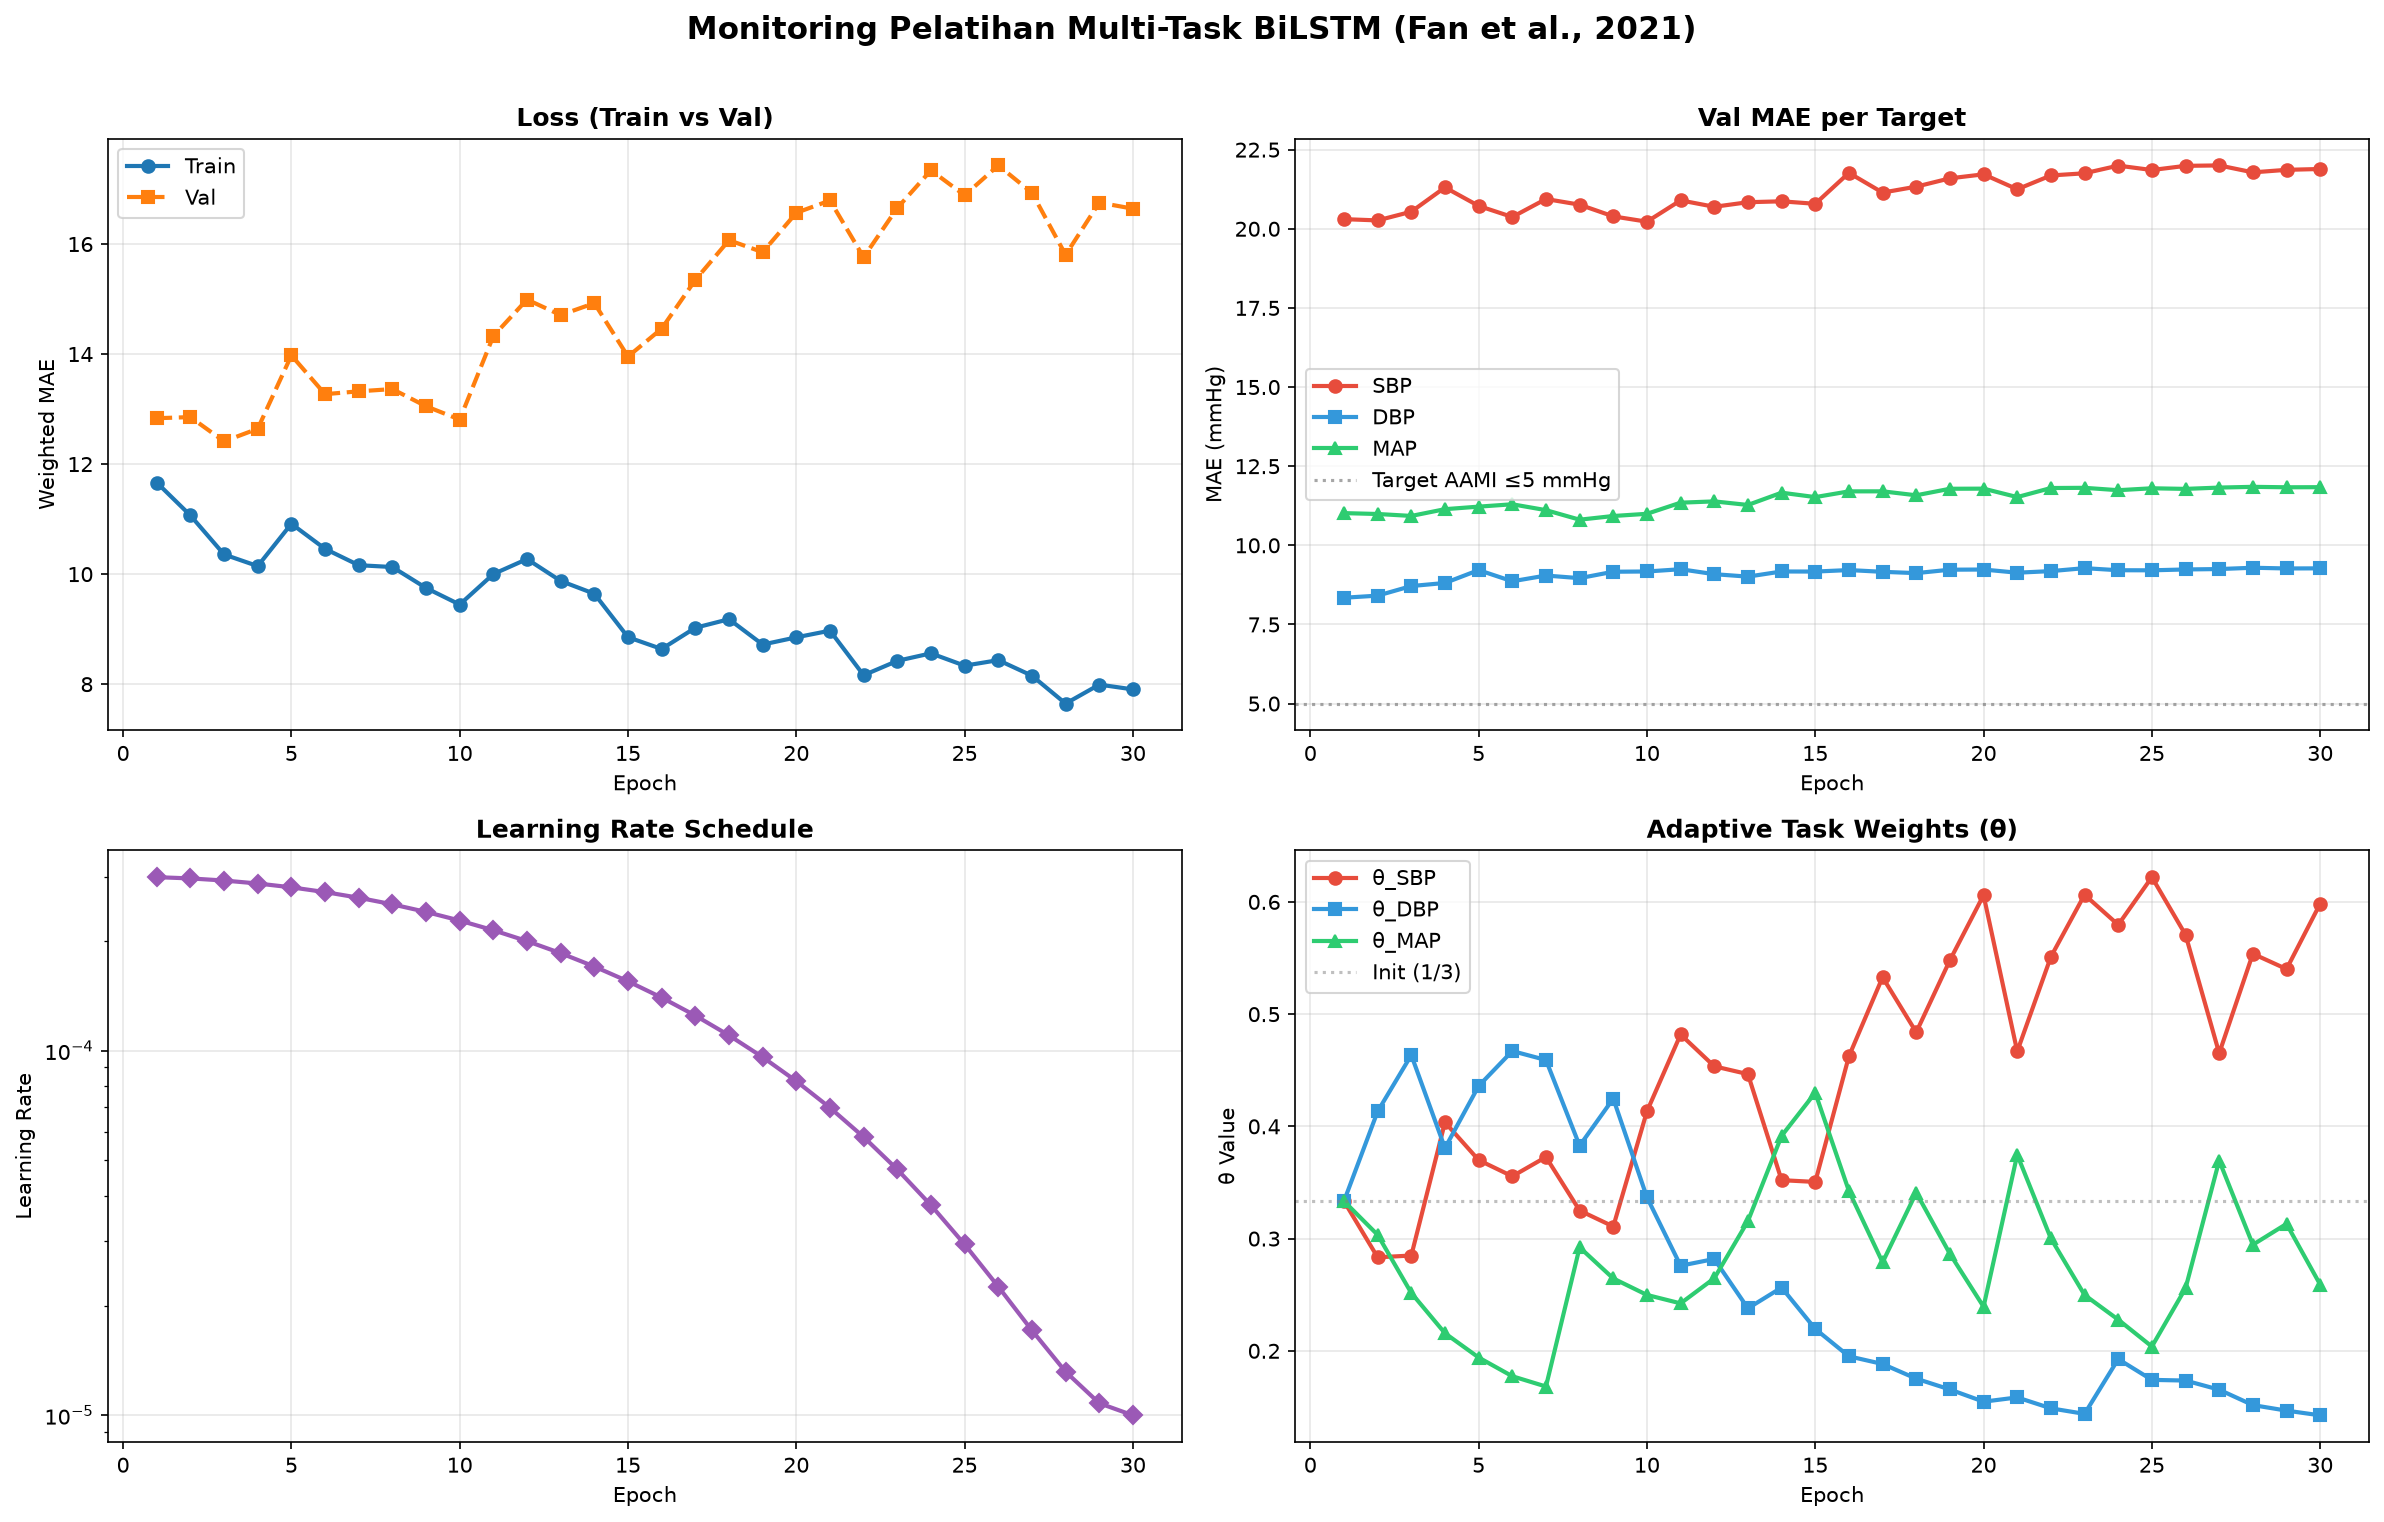 Monitoring Pelatihan Multi-Task BiLSTM (Fan et al., 2021)
Loss (Train vs Val)
Train
Val
Weighted MAE
16
14
12
10
8
0 5 10 15 20 25 30
Epoch
Val MAE per Target
SBP
DBP
MAP
Target AAMI ≤5 mmHg
MAE (mmHg)
22.5
20.0
17.5
15.0
12.5
10.0
7.5
5.0
0 5 10 15 20 25 30
Epoch
Learning Rate Schedule
Learning Rate
10⁻⁴
10⁻⁵
0 5 10 15 20 25 30
Epoch
Adaptive Task Weights (θ)
θ_SBP
θ_DBP
θ_MAP
Init (1/3)
θ Value
0.6
0.5
0.4
0.3
0.2
0 5 10 15 20 25 30
Epoch